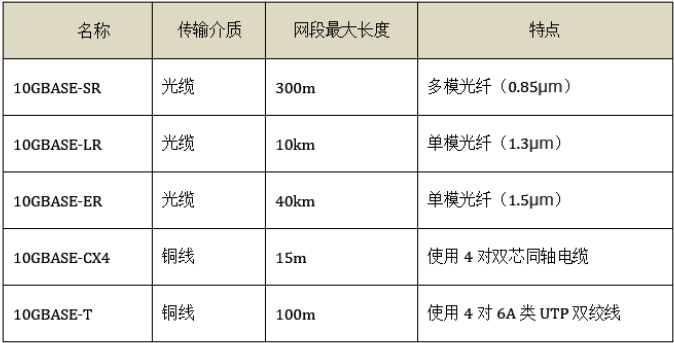 名称 传输介质 网段最大长度 特点
10GBASE-SR 光缆 300m 多模光纤（0.85μm）
10GBASE-LR 光缆 10km 单模光纤（1.3μm）
10GBASE-ER 光缆 40km 单模光纤（1.5μm）
10GBASE-CX4 铜线 15m 使用 4 对双芯同轴电缆
10GBASE-T 铜线 100m 使用 4 对 6A 类 UTP 双绞线